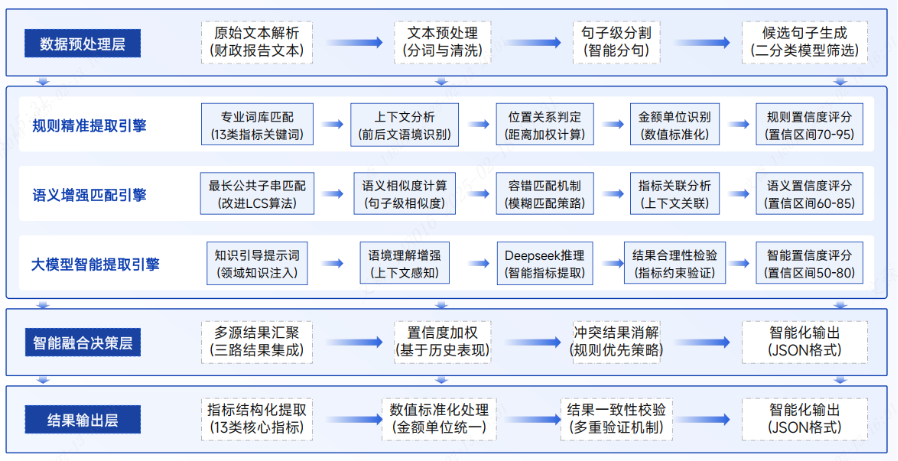 数据预处理层
原始文本解析
(财政报告文本)
文本预处理
(分词与清洗)
句子级分割
(智能分句)
候选句子生成
(二分类模型筛选)
规则精准提取引擎
专业词库匹配
(13类指标关键词)
上下文分析
(前后文语境识别)
位置关系判定
(距离加权计算)
金额单位识别
(数值标准化)
规则置信度评分
(置信区间70-95)
语义增强匹配引擎
最长公共子串匹配
(改进LCS算法)
语义相似度计算
(句子级相似度)
容错匹配机制
(模糊匹配策略)
指标关联分析
(上下文关联)
语义置信度评分
(置信区间60-85)
大模型智能提取引擎
知识引导提示词
(领域知识注入)
语境理解增强
(上下文感知)
Deepseek推理
(智能指标提取)
结果合理性检验
(指标约束验证)
智能置信度评分
(置信区间50-80)
智能融合决策层
多源结果汇聚
(三路结果集成)
置信度加权
(基于历史表现)
冲突结果消解
(规则优先策略)
智能化输出
(JSON格式)
结果输出层
指标结构化提取
(13类核心指标)
数值标准化处理
(金额单位统一)
结果一致性校验
(多重验证机制)
智能化输出
(JSON格式)